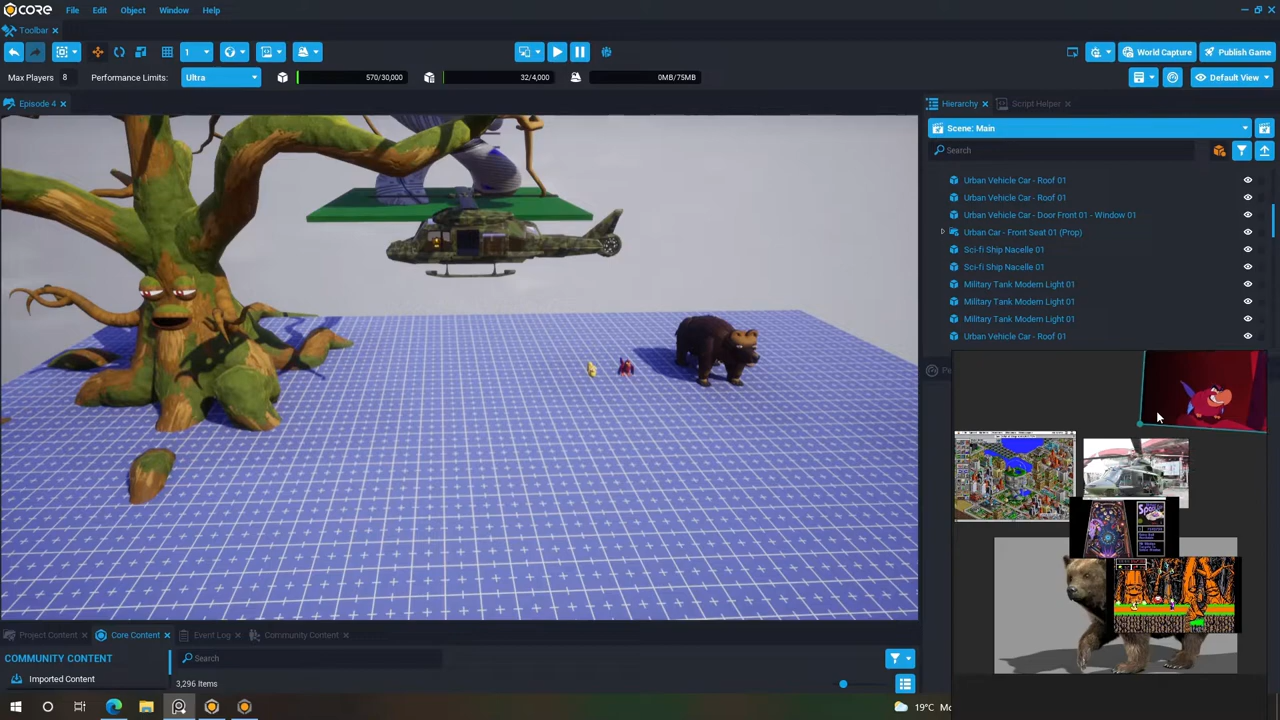 CORE File Edit Object Window Help
Toolbar
1 World Capture Publish Game
Max Players 8 Performance Limits: Ultra 570/30,000 32/4,000 0MB/75MB Default View
Episode 4 Hierarchy Script Helper
Scene: Main
Search
Urban Vehicle Car - Roof 01
Urban Vehicle Car - Roof 01
Urban Vehicle Car - Door Front 01 - Window 01
Urban Car - Front Seat 01 (Prop)
Sci-fi Ship Nacelle 01
Sci-fi Ship Nacelle 01
Military Tank Modern Light 01
Military Tank Modern Light 01
Military Tank Modern Light 01
Urban Vehicle Car - Roof 01
Project Content Core Content Event Log Community Content
COMMUNITY CONTENT Search
Imported Content 3,296 Items
19°C